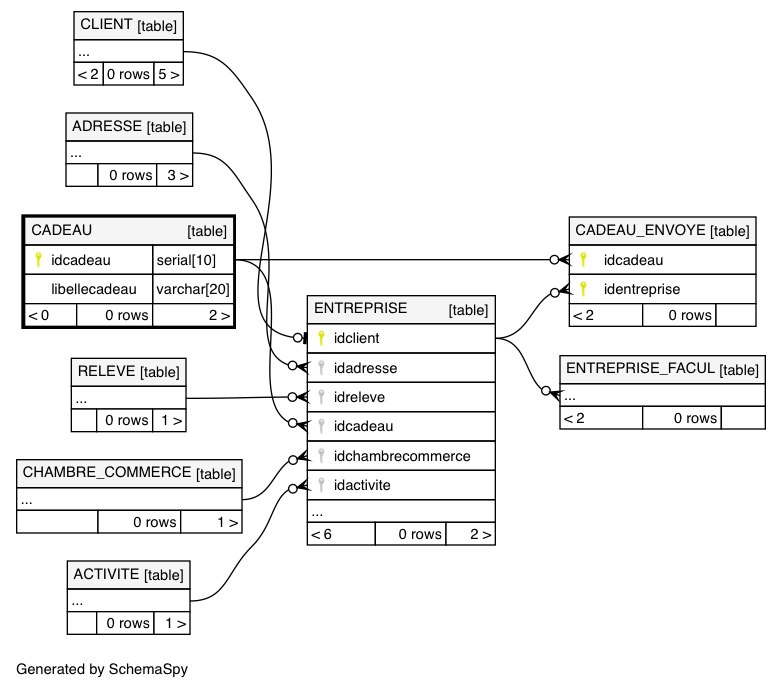 CLIENT [table]
...
< 2 0 rows 5 >
ADRESSE [table]
...
0 rows 3 >
CADEAU [table]
idcadeau serial[10]
libellecadeau varchar[20]
< 0 0 rows 2 >
RELEVE [table]
...
0 rows 1 >
CHAMBRE_COMMERCE [table]
...
0 rows 1 >
ACTIVITE [table]
...
0 rows 1 >
ENTREPRISE [table]
idclient
idadresse
idreleve
idcadeau
idchambrecommerce
idactivite
...
< 6 0 rows 2 >
CADEAU_ENVOYE [table]
idcadeau
identreprise
< 2 0 rows
ENTREPRISE_FACUL [table]
...
< 2 0 rows
Generated by SchemaSpy